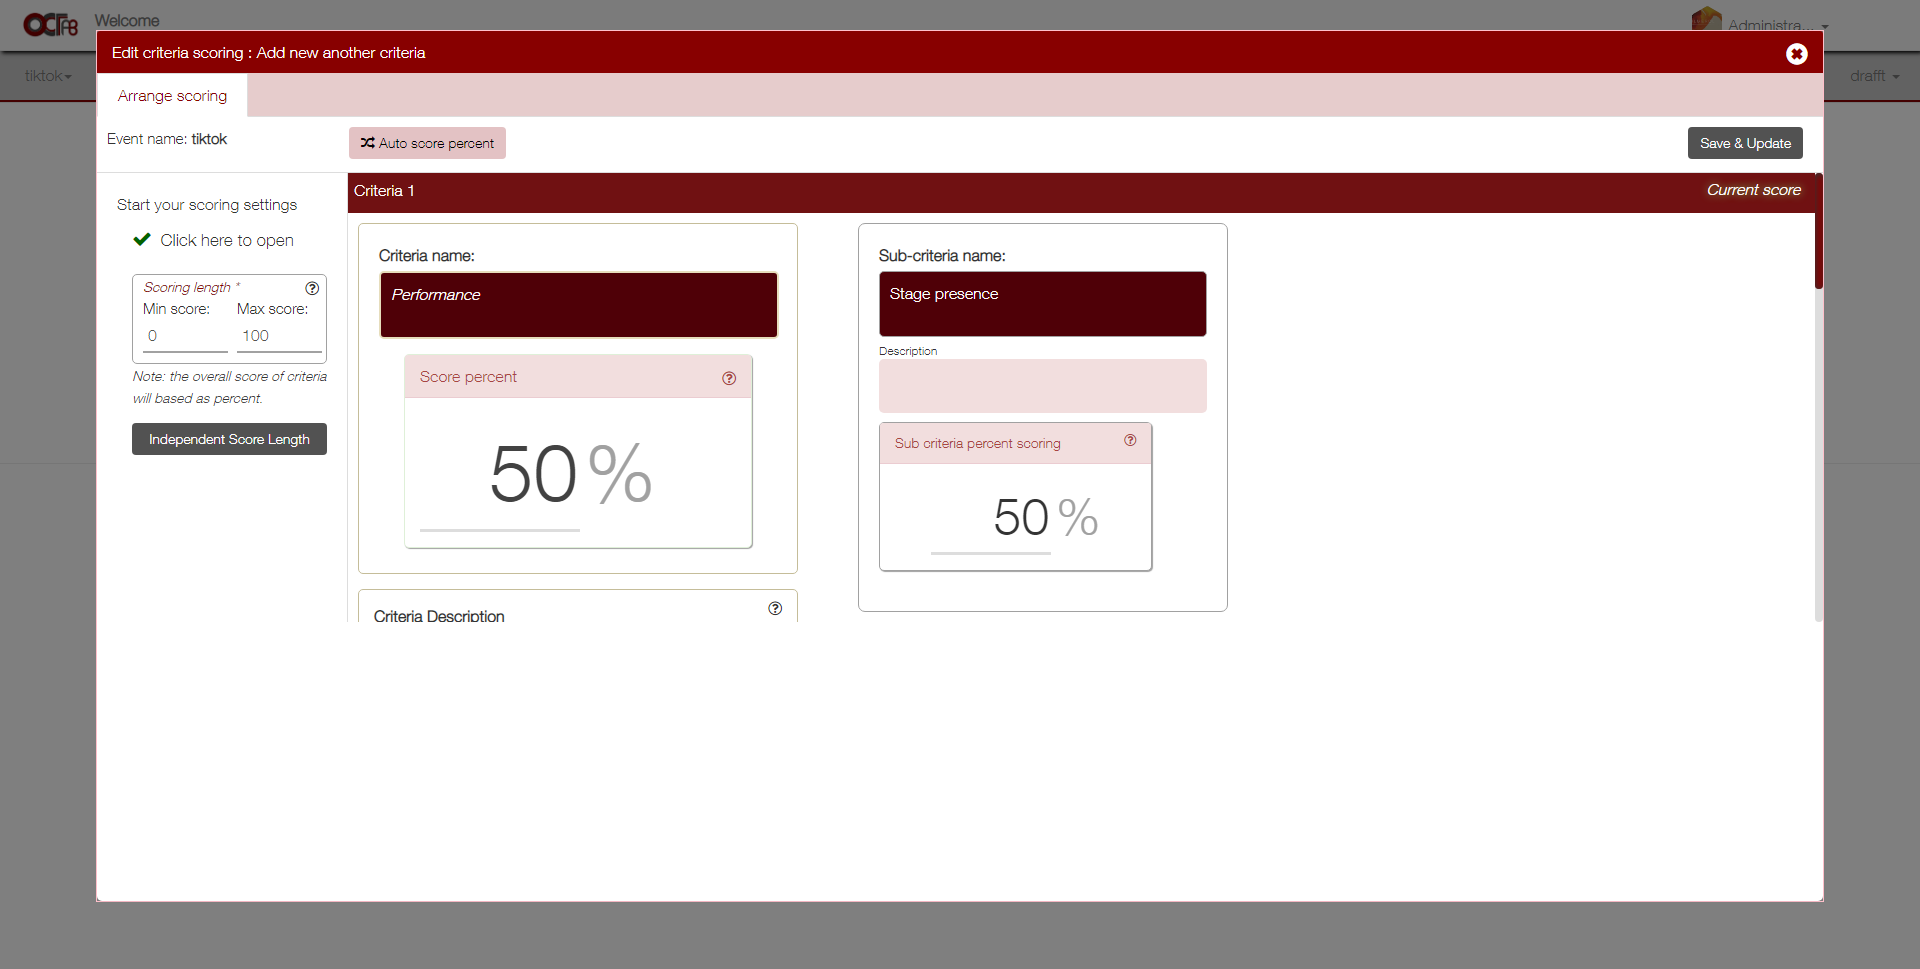 OCTAB
Welcome
Administra...
tiktok
drafft
Edit criteria scoring : Add new another criteria
Arrange scoring
Event name: tiktok
Auto score percent
Save & Update
Start your scoring settings
Click here to open
Scoring length *
Min score: Max score:
0 100
Note: the overall score of criteria
will based as percent.
Independent Score Length
Criteria 1
Current score
Criteria name:
Performance
Score percent
50 %
Criteria Description
Sub-criteria name:
Stage presence
Description
Sub criteria percent scoring
50 %